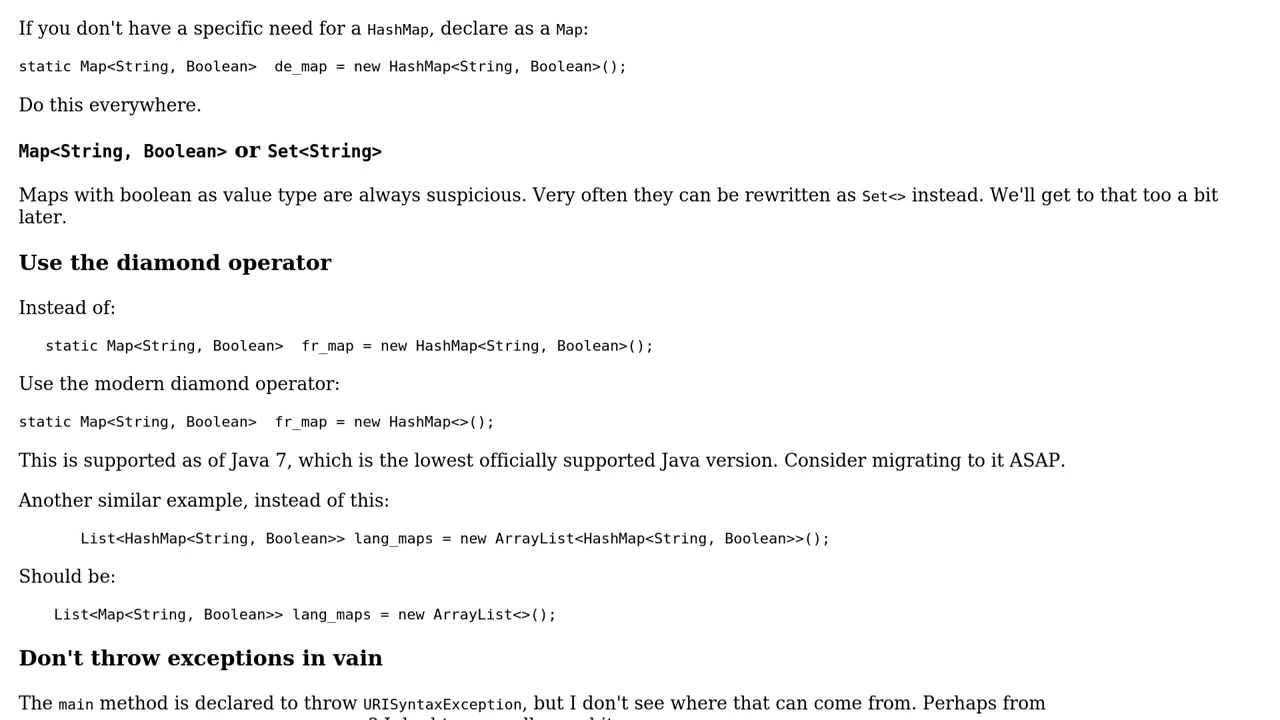 If you don't have a specific need for a HashMap, declare as a Map:
static Map<String, Boolean>  de_map = new HashMap<String, Boolean>();
Do this everywhere.
Map<String, Boolean> or Set<String>
Maps with boolean as value type are always suspicious. Very often they can be rewritten as Set<> instead. We'll get to that too a bit
later.
Use the diamond operator
Instead of:
   static Map<String, Boolean>  fr_map = new HashMap<String, Boolean>();
Use the modern diamond operator:
static Map<String, Boolean>  fr_map = new HashMap<>();
This is supported as of Java 7, which is the lowest officially supported Java version. Consider migrating to it ASAP.
Another similar example, instead of this:
       List<HashMap<String, Boolean>> lang_maps = new ArrayList<HashMap<String, Boolean>>();
Should be:
    List<Map<String, Boolean>> lang_maps = new ArrayList<>();
Don't throw exceptions in vain
The main method is declared to throw URISyntaxException, but I don't see where that can come from. Perhaps from